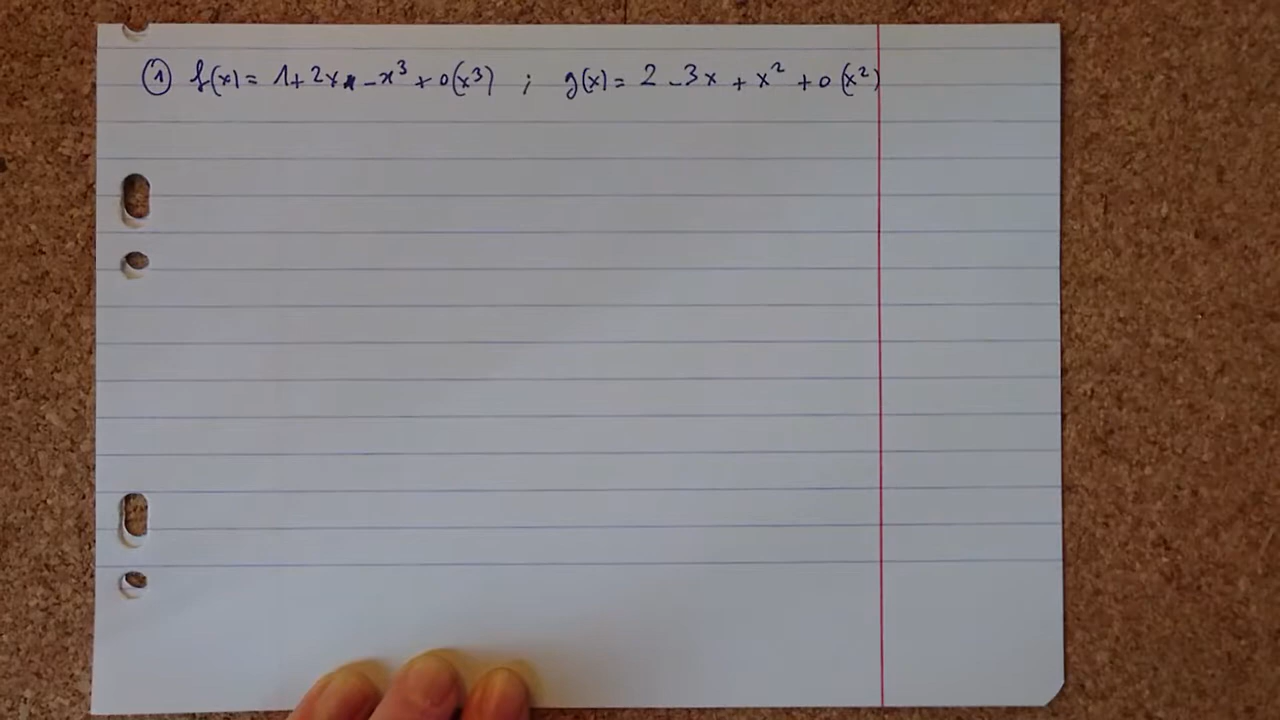 ① f(x) = 1 + 2x - x³ + o(x³) ; g(x) = 2 - 3x + x² + o(x²)